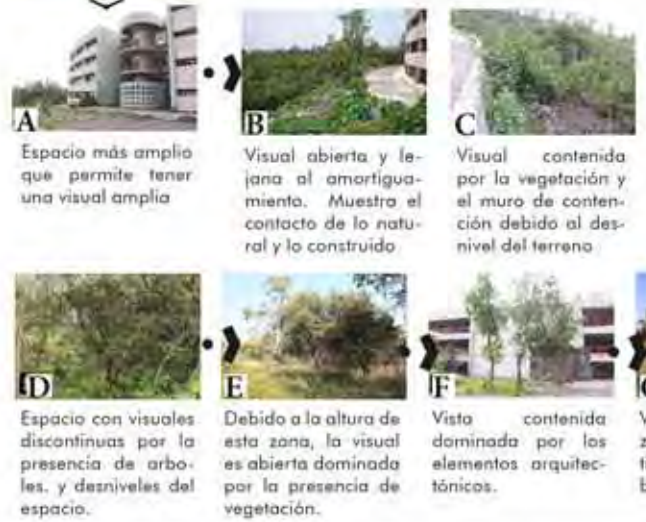 A
Espacio más amplio
que permite tener
una visual amplia
B
Visual abierta y le-
jana al amortigua-
miento. Muestra el
contacto de lo natu-
ral y lo construido
C
Visual contenida
por la vegetación y
el muro de conten-
ción debido al des-
nivel del terreno
D
Espacio con visuales
discontinuas por la
presencia de arbo-
les. y desniveles del
espacio.
E
Debido a la altura de
esta zona, la visual
es abierta dominada
por la presencia de
vegetación.
F
Vista contenida
dominada por los
elementos arquitec-
tónicos.